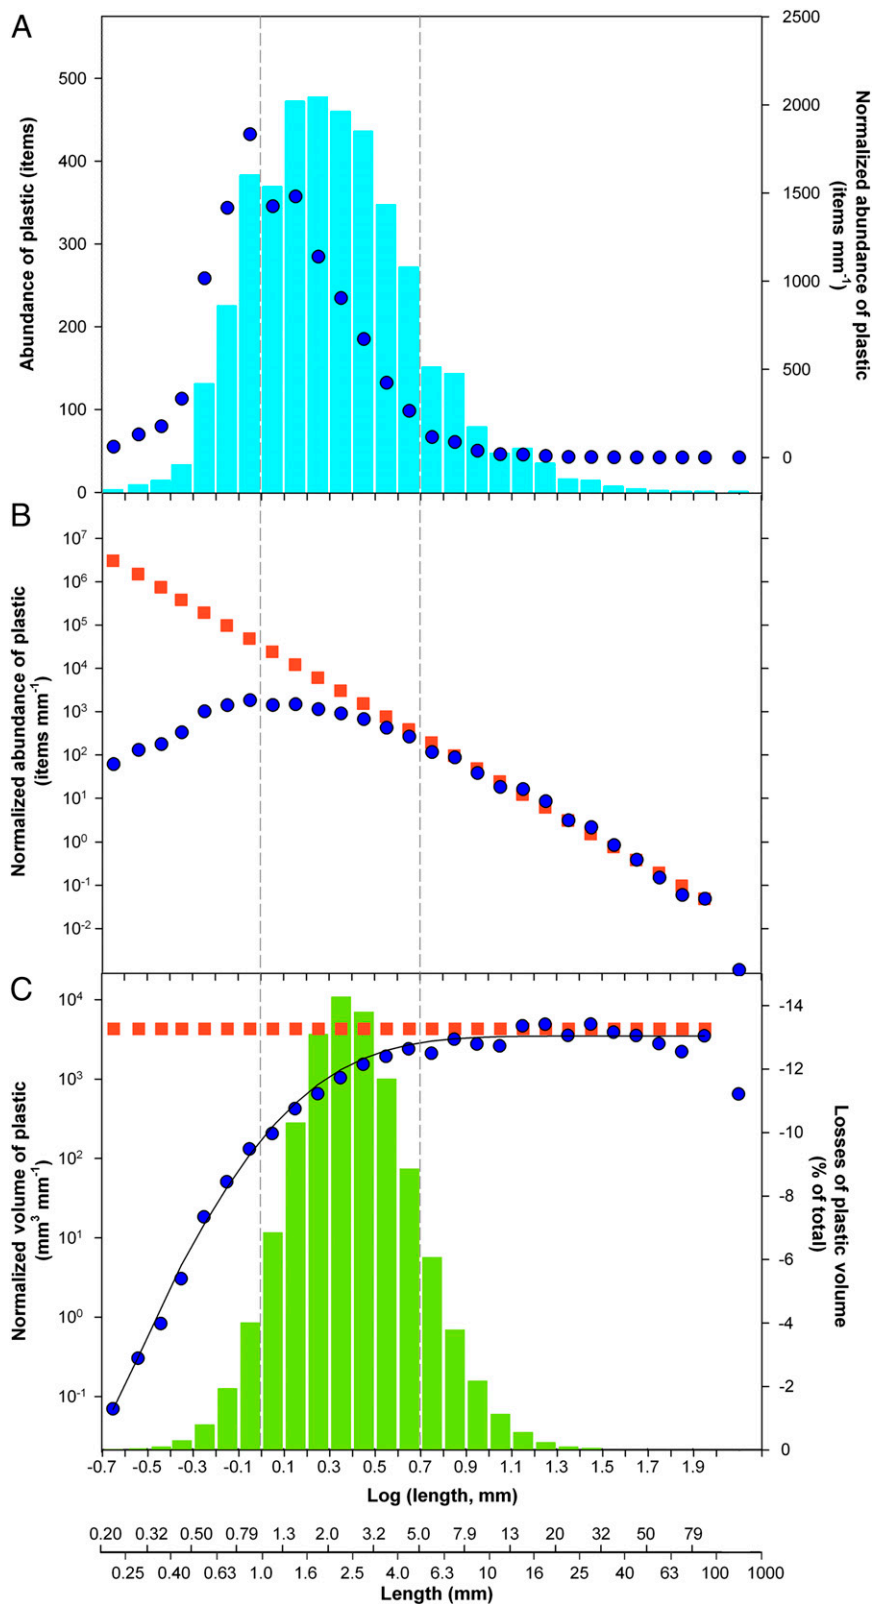 A
Abundance of plastic (items)
500
400
300
200
100
0
2500
2000
1500
1000
500
0
Normalized abundance of plastic
(items mm⁻¹)
B
Normalized abundance of plastic
(items mm⁻¹)
10⁷
10⁶
10⁵
10⁴
10³
10²
10¹
10⁰
10⁻¹
10⁻²
C
Normalized volume of plastic
(mm³ mm⁻¹)
10⁴
10³
10²
10¹
10⁰
10⁻¹
-14
-12
-10
-8
-6
-4
-2
0
Losses of plastic volume
(% of total)
-0.7 -0.5 -0.3 -0.1 0.1 0.3 0.5 0.7 0.9 1.1 1.3 1.5 1.7 1.9
Log (length, mm)
0.20 0.32 0.50 0.79 1.3 2.0 3.2 5.0 7.9 13 20 32 50 79
0.25 0.40 0.63 1.0 1.6 2.5 4.0 6.3 10 16 25 40 63 100 1000
Length (mm)